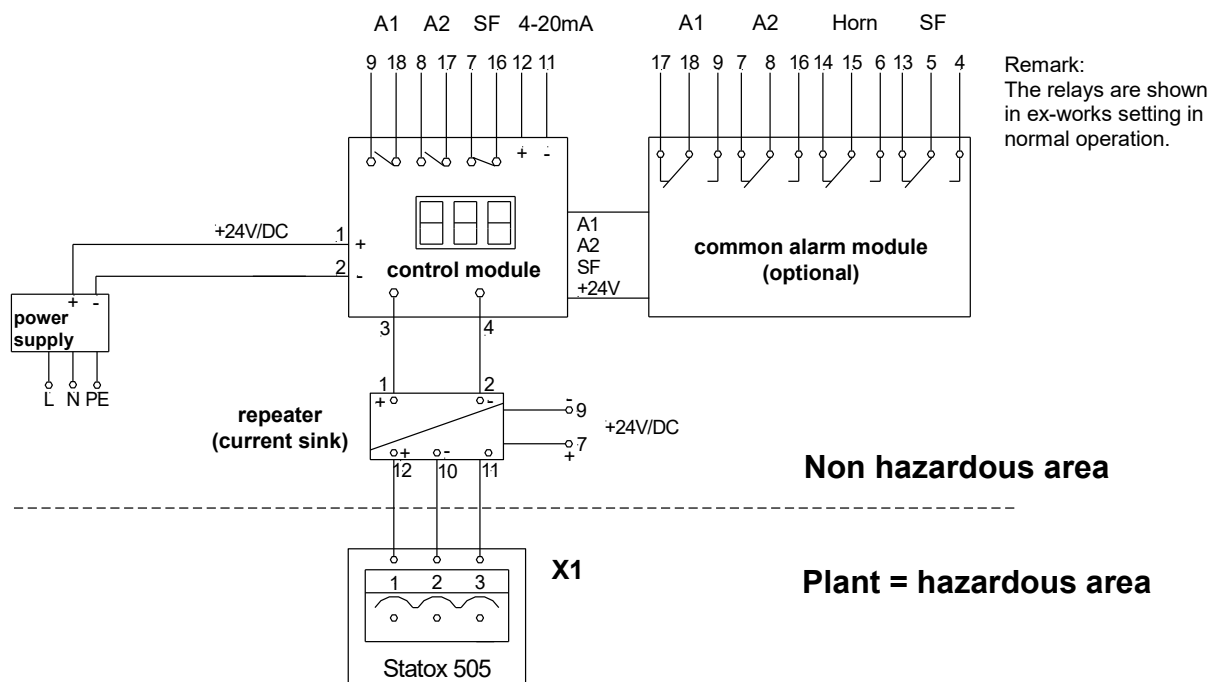 A1 A2 SF 4-20mA A1 A2 Horn SF
9 18 8 17 7 16 12 11 17 18 9 7 8 16 14 15 6 13 5 4
Remark:
The relays are shown
in ex-works setting in
normal operation.
+ -
+24V/DC 1 +
2 -
control module
A1
A2
SF
+24V
common alarm module
(optional)
+ -
power
supply
L N PE
3 4
1 2
+ -
repeater
(current sink)
- 9
+24V/DC
7
+
+ -
12 10 11
Non hazardous area
X1
Plant = hazardous area
1 2 3
Statox 505